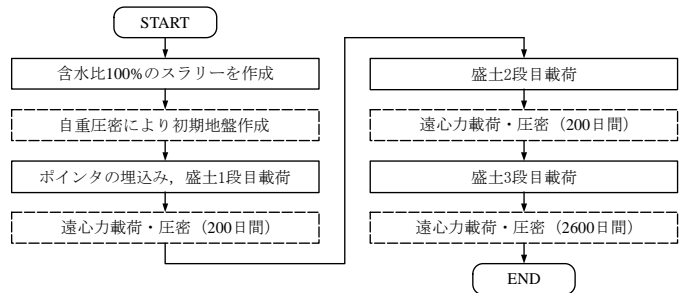 START
含水比100%のスラリーを作成
自重圧密により初期地盤作成
ポインタの埋込み，盛土1段目載荷
遠心力載荷・圧密（200日間）
盛土2段目載荷
遠心力載荷・圧密（200日間）
盛土3段目載荷
遠心力載荷・圧密（2600日間）
END